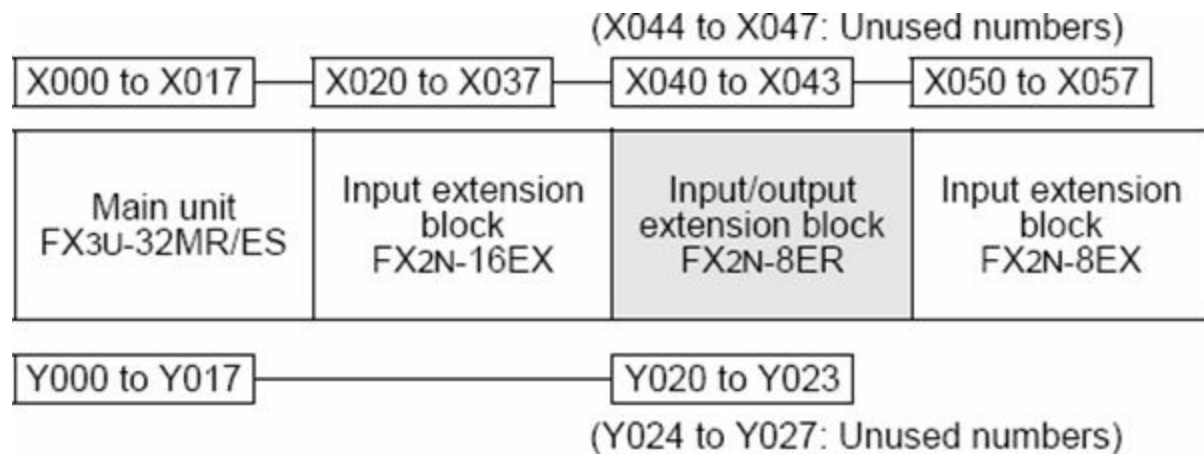 (X044 to X047: Unused numbers)
X000 to X017
X020 to X037
X040 to X043
X050 to X057
Main unit
FX3U-32MR/ES
Input extension
block
FX2N-16EX
Input/output
extension block
FX2N-8ER
Input extension
block
FX2N-8EX
Y000 to Y017
Y020 to Y023
(Y024 to Y027: Unused numbers)